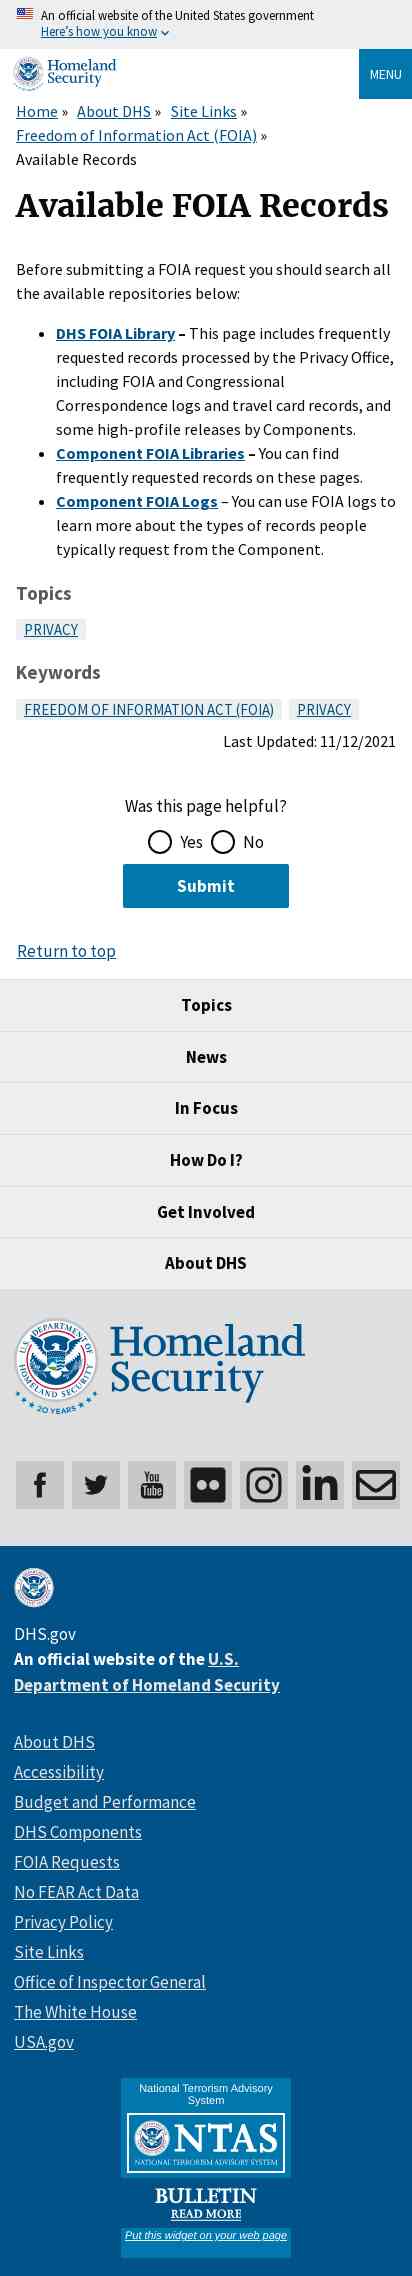 An official website of the United States government
Here's how you know
Homeland
Security
MENU
Home » About DHS » Site Links »
Freedom of Information Act (FOIA) »
Available Records
Available FOIA Records
Before submitting a FOIA request you should search all
the available repositories below:
• DHS FOIA Library – This page includes frequently
requested records processed by the Privacy Office,
including FOIA and Congressional
Correspondence logs and travel card records, and
some high-profile releases by Components.
• Component FOIA Libraries – You can find
frequently requested records on these pages.
• Component FOIA Logs – You can use FOIA logs to
learn more about the types of records people
typically request from the Component.
Topics
PRIVACY
Keywords
FREEDOM OF INFORMATION ACT (FOIA) PRIVACY
Last Updated: 11/12/2021
Was this page helpful?
Yes No
Submit
Return to top
Topics
News
In Focus
How Do I?
Get Involved
About DHS
U.S. DEPARTMENT OF HOMELAND SECURITY
20 YEARS
Homeland
Security
You
Tube
in
DHS.gov
An official website of the U.S.
Department of Homeland Security
About DHS
Accessibility
Budget and Performance
DHS Components
FOIA Requests
No FEAR Act Data
Privacy Policy
Site Links
Office of Inspector General
The White House
USA.gov
National Terrorism Advisory
System
NTAS
NATIONAL TERRORISM ADVISORY SYSTEM
BULLETIN
READ MORE
Put this widget on your web page